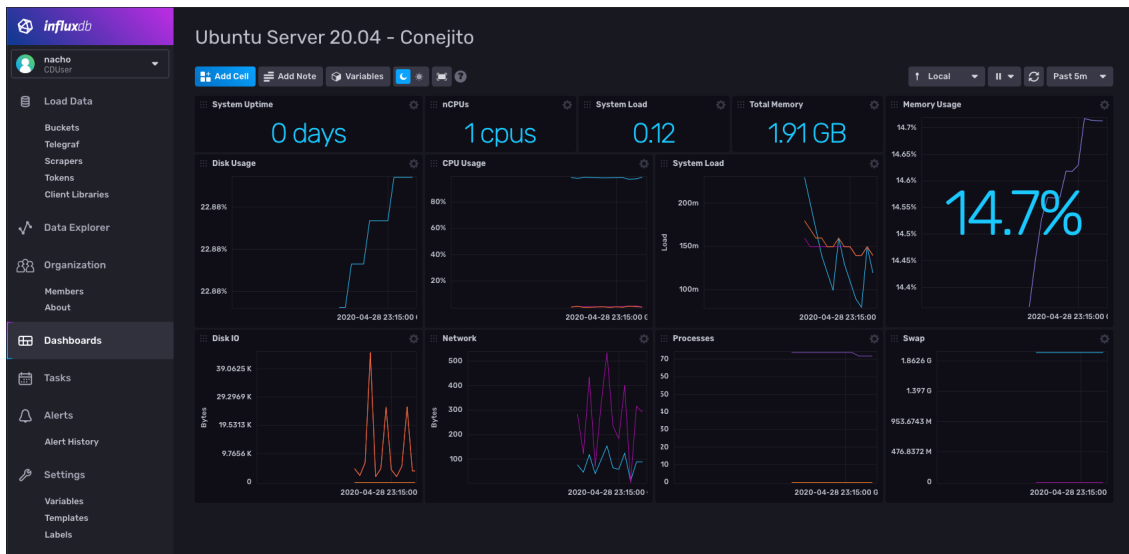 influxdb
nacho
CDUser
Load Data
Buckets
Telegraf
Scrapers
Tokens
Client Libraries
Data Explorer
Organization
Members
About
Dashboards
Tasks
Alerts
Alert History
Settings
Variables
Templates
Labels
Ubuntu Server 20.04 - Conejito
Add Cell Add Note Variables ? Local Past 5m
System Uptime
0 days
nCPUs
1 cpus
System Load
0.12
Total Memory
1.91 GB
Memory Usage
14.7%
14.65%
14.6%
14.55%
14.5%
14.45%
14.4%
14.7%
2020-04-28 23:15:00 (
Disk Usage
22.88%
22.88%
22.88%
2020-04-28 23:15:00 (
CPU Usage
80%
60%
40%
20%
2020-04-28 23:15:00 G
System Load
Load
200m
150m
100m
2020-04-28 23:15:00
Disk IO
Bytes
39.0625 K
29.2969 K
19.5313 K
9.7656 K
0
2020-04-28 23:15:00
Network
Bytes
500
400
300
200
100
2020-04-28 23:15:00
Processes
70
50
50
40
30
20
10
0
2020-04-28 23:15:00 G
Swap
1.8626 G
1.397 G
953.6743 M
476.8372 M
0
2020-04-28 23:15:00